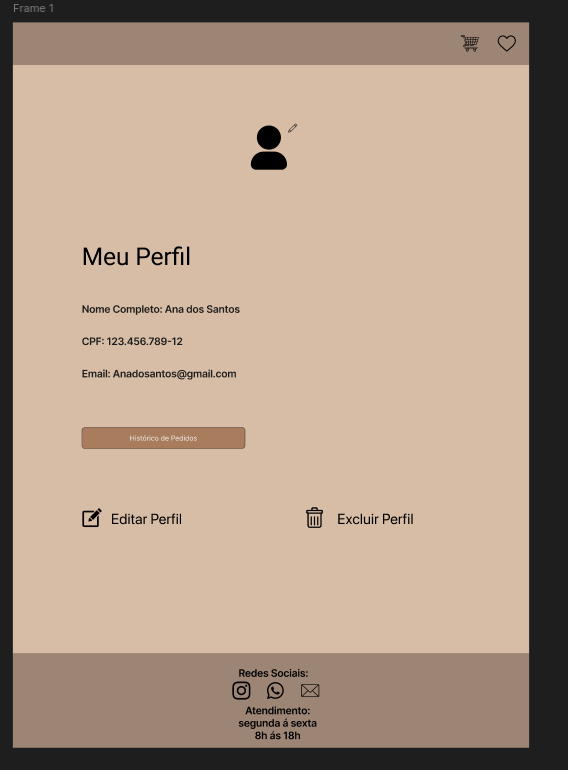 Frame 1
Meu Perfil
Nome Completo: Ana dos Santos
CPF: 123.456.789-12
Email: Anadosantos@gmail.com
Histórico de Pedidos
Editar Perfil
Excluir Perfil
Redes Sociais:
Atendimento:
segunda á sexta
8h ás 18h